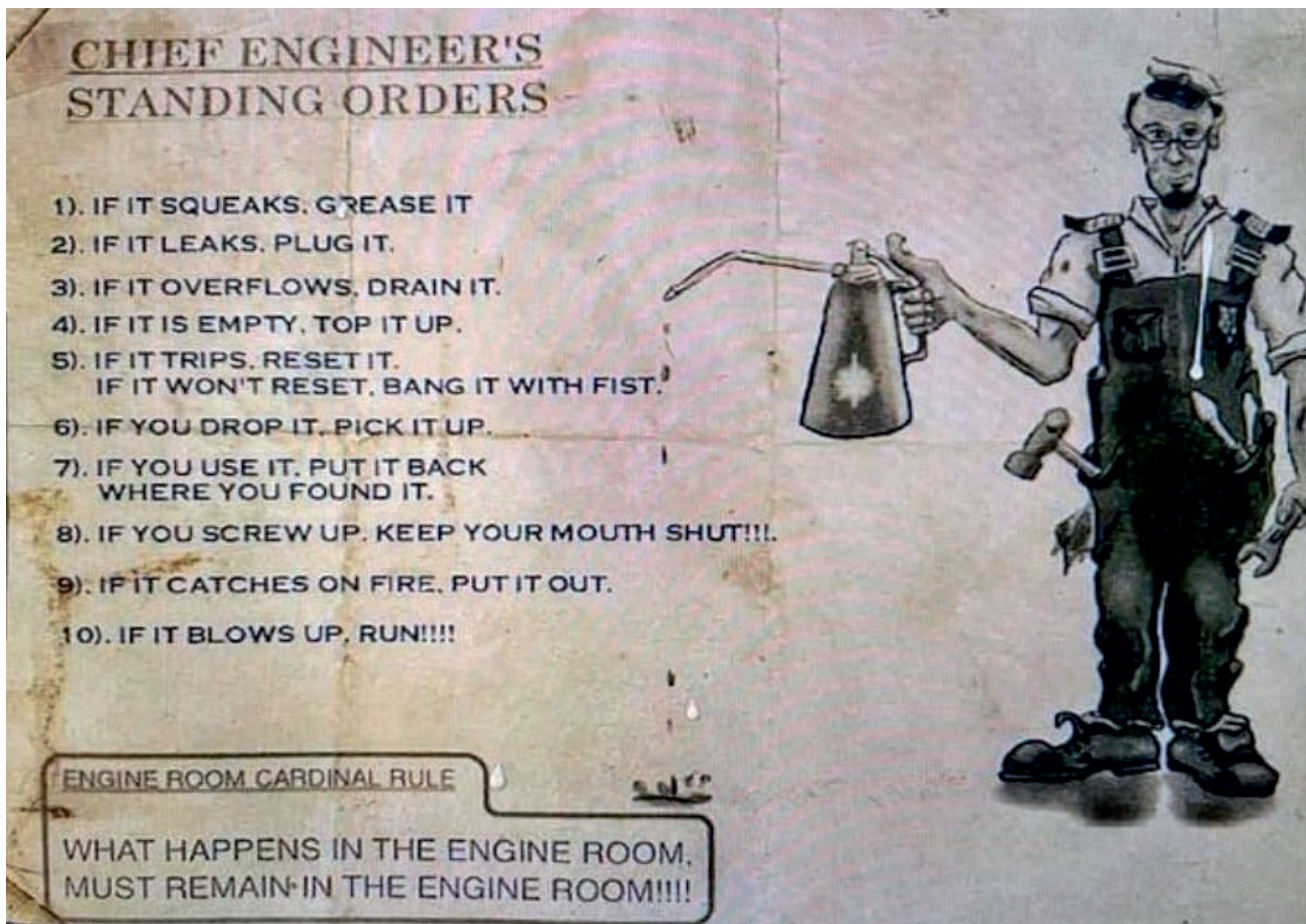 CHIEF ENGINEER'S
STANDING ORDERS
1). IF IT SQUEAKS, GREASE IT
2). IF IT LEAKS, PLUG IT.
3). IF IT OVERFLOWS, DRAIN IT.
4). IF IT IS EMPTY, TOP IT UP.
5). IF IT TRIPS, RESET IT.
IF IT WON'T RESET, BANG IT WITH FIST.
6). IF YOU DROP IT, PICK IT UP.
7). IF YOU USE IT, PUT IT BACK
WHERE YOU FOUND IT.
8). IF YOU SCREW UP, KEEP YOUR MOUTH SHUT!!!.
9). IF IT CATCHES ON FIRE, PUT IT OUT.
10). IF IT BLOWS UP, RUN!!!!
ENGINE ROOM CARDINAL RULE
WHAT HAPPENS IN THE ENGINE ROOM,
MUST REMAIN IN THE ENGINE ROOM!!!!